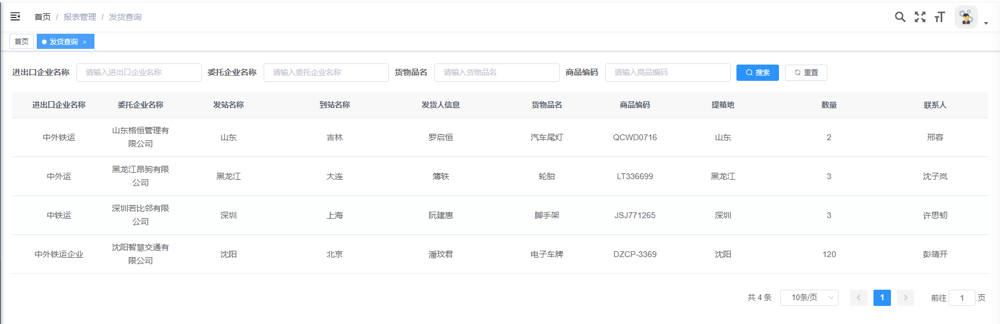 首页 / 报表管理 / 发货查询
首页 发货查询 ×
进出口企业名称 请输入进出口企业名称 委托企业名称 请输入委托企业名称 货物品名 请输入货物品名 商品编码 请输入商品编码 搜索 重置
进出口企业名称 委托企业名称 发站名称 到站名称 发货人信息 货物品名 商品编码 提箱地 数量 联系人
中外铁运 山东格恒管理有限公司 山东 吉林 罗启恒 汽车尾灯 QCWD0716 山东 2 邢容
中外运 黑龙江昂驹有限公司 黑龙江 大连 簿轶 轮胎 LT336699 黑龙江 3 沈子岚
中铁运 深圳若比邻有限公司 深圳 上海 阮建惠 脚手架 JSJ771265 深圳 3 许思韧
中外铁运企业 沈阳智慧交通有限公司 沈阳 北京 潘玟君 电子车牌 DZCP-3369 沈阳 120 彭靖开
共 4 条 10条/页 1 前往 1 页